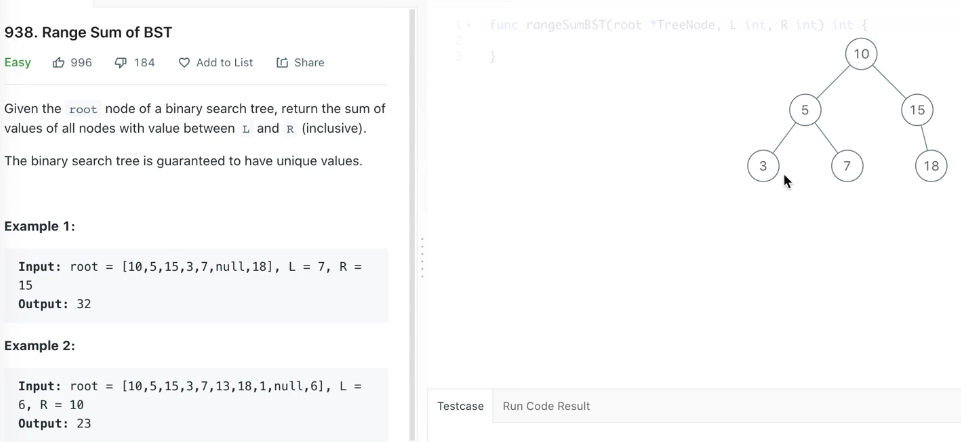 938. Range Sum of BST
Easy 996 184 Add to List Share
Given the root node of a binary search tree, return the sum of
values of all nodes with value between L and R (inclusive).
The binary search tree is guaranteed to have unique values.
Example 1:
Input: root = [10,5,15,3,7,null,18], L = 7, R =
15
Output: 32
Example 2:
Input: root = [10,5,15,3,7,13,18,1,null,6], L =
6, R = 10
Output: 23
1 func rangeSumBST(root *TreeNode, L int, R int) int {
2
3 }
10
5 15
3 7 18
Testcase Run Code Result